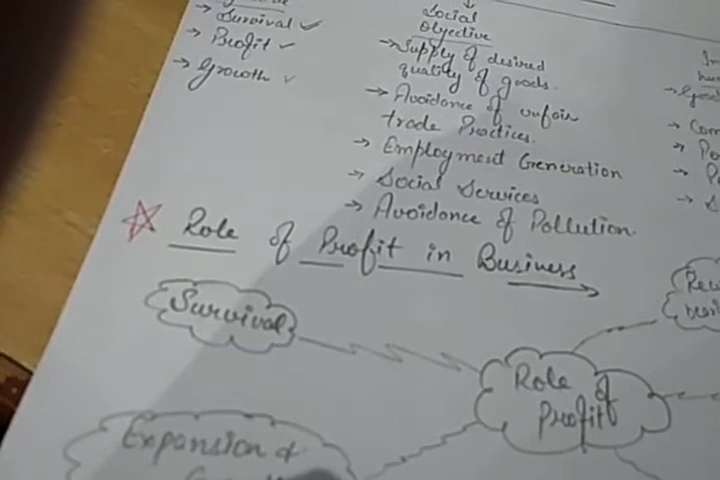 → Survival ✓
→ Profit ✓
→ Growth ✓
Social
Objective
→ Supply of desired
quality of goods.
→ Avoidance of unfair
trade Practices.
→ Employment Generation
→ Social Services
→ Avoidance of Pollution
Role of Profit in Business
Survival
Role of
Profit
Expansion &